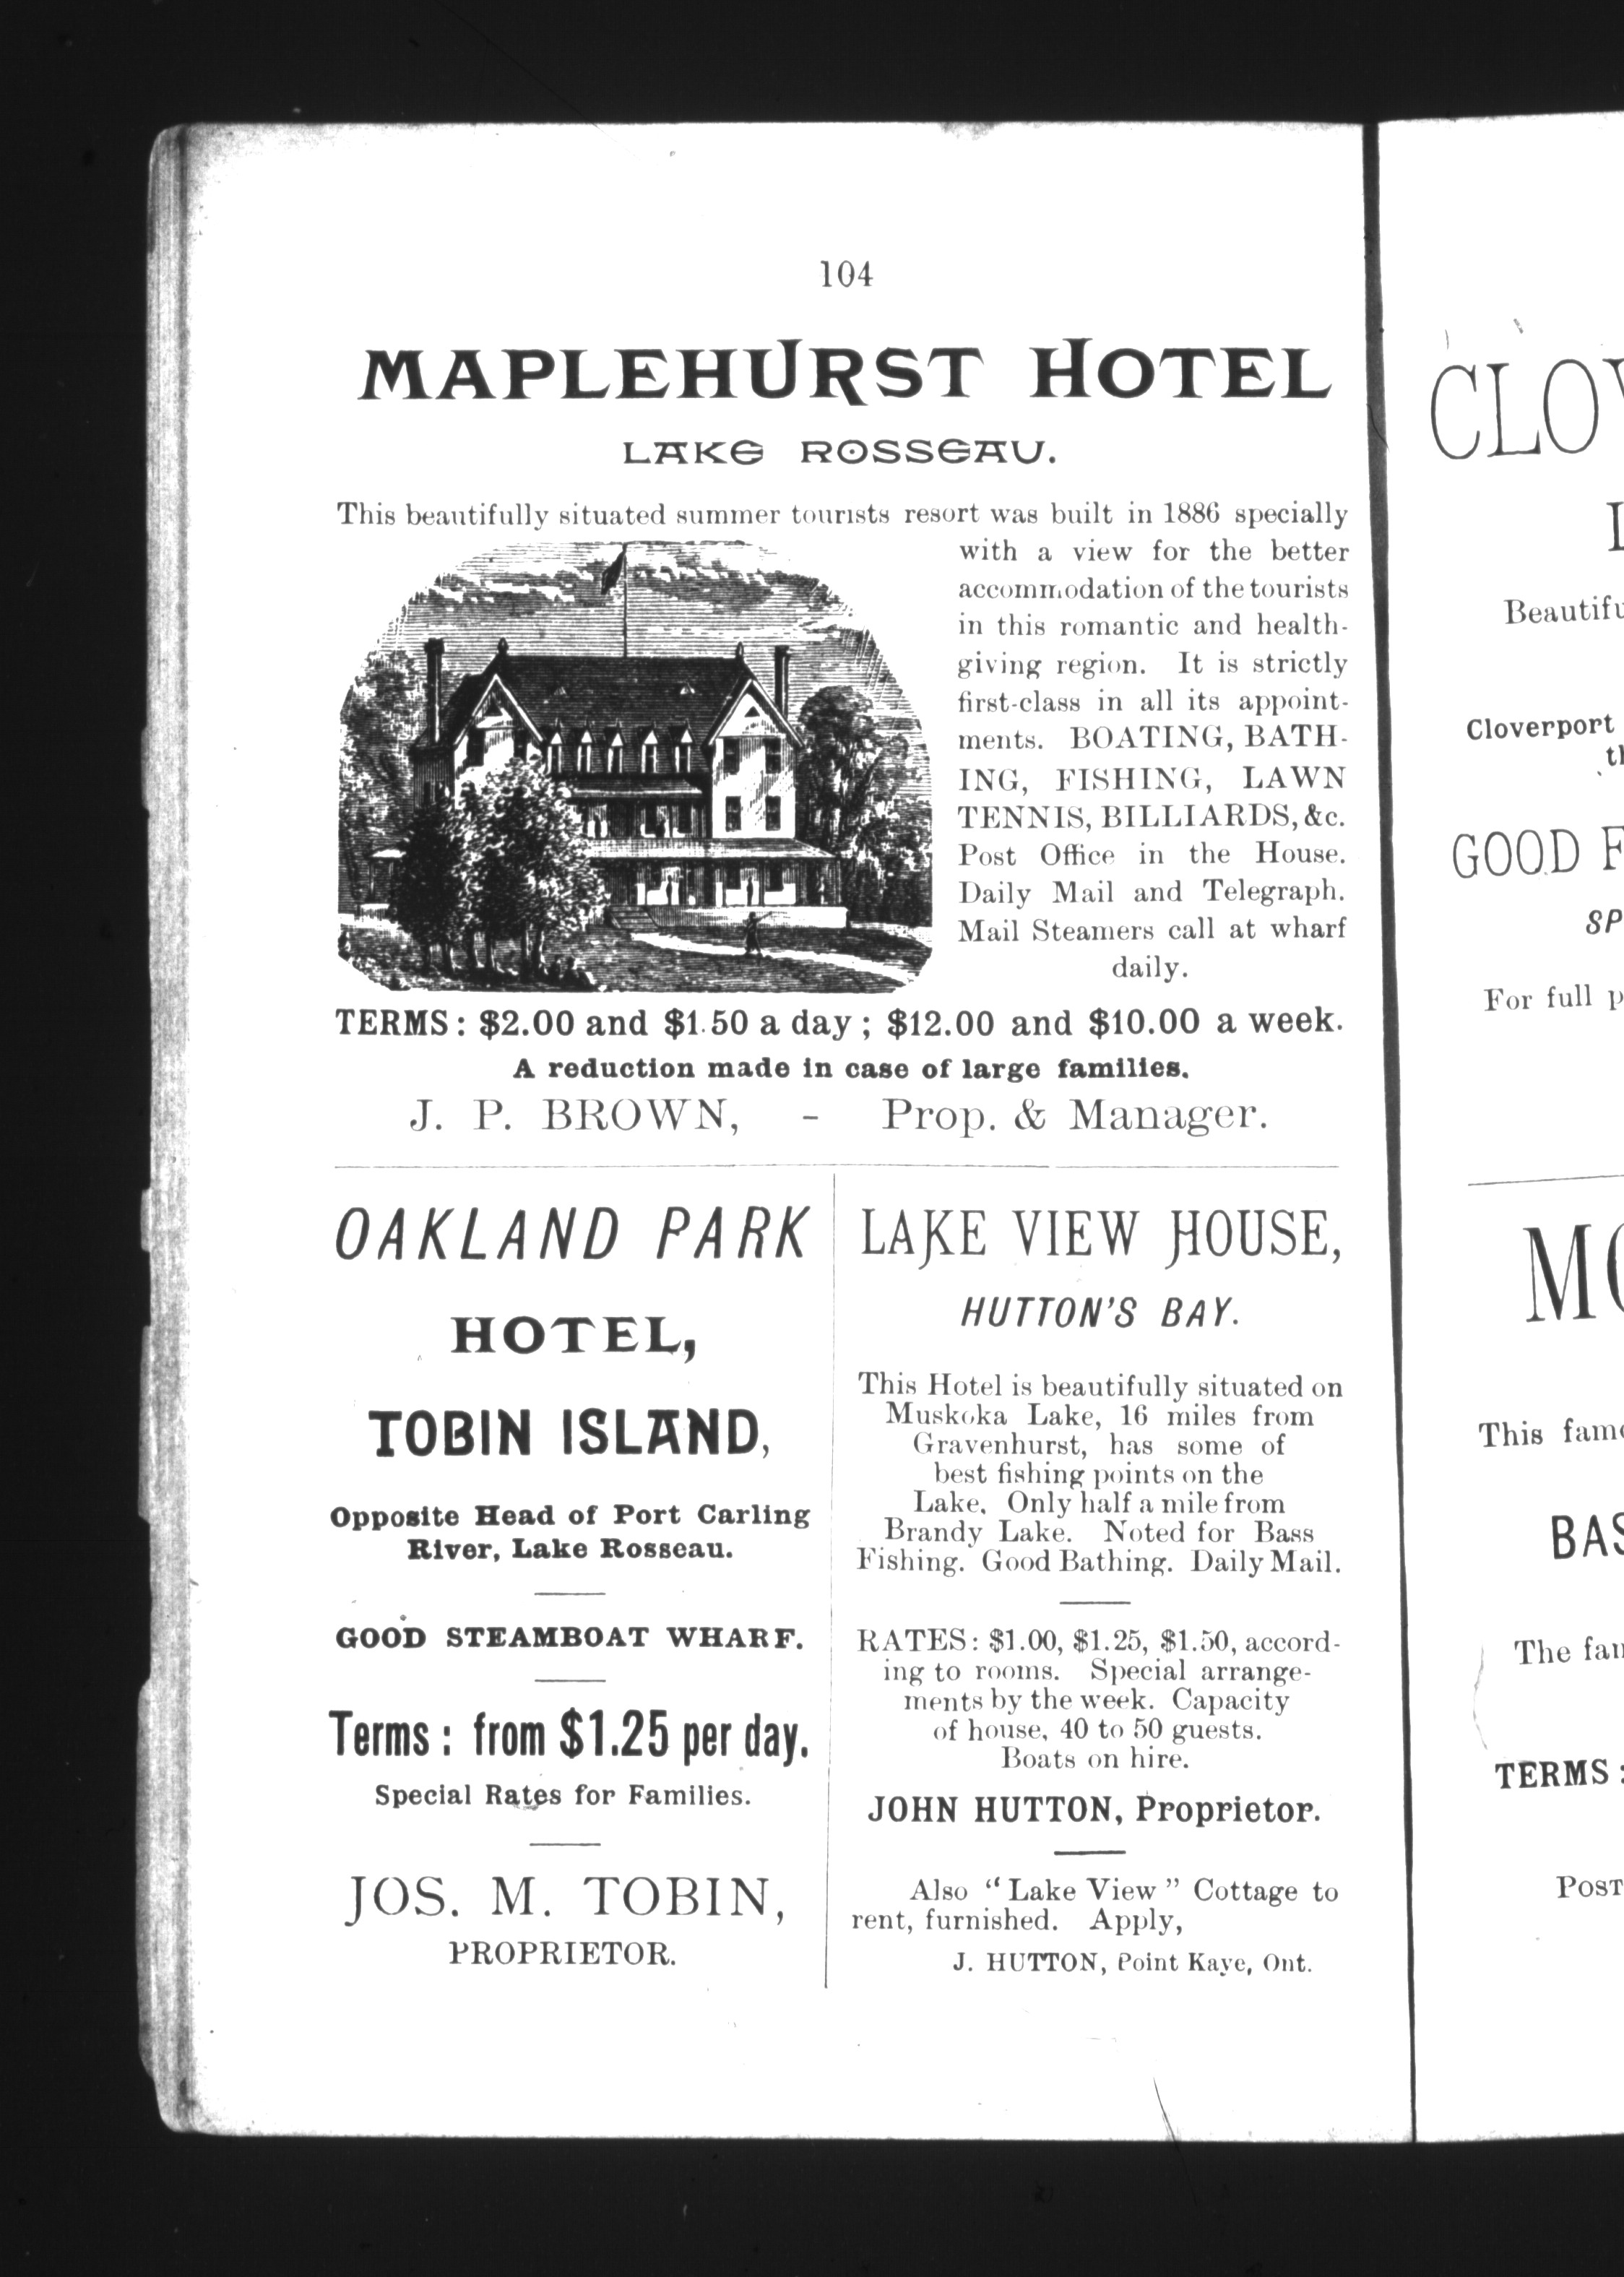 104
MAPLEHURST HOTEL
LAKE ROSSEAU.
This beautifully situated summer tourists resort was built in 1886 specially
with a view for the better
accommodation of the tourists
in this romantic and health-
giving region. It is strictly
first-class in all its appoint-
ments. BOATING, BATH-
ING, FISHING, LAWN
TENNIS, BILLIARDS, &c.
Post Office in the House.
Daily Mail and Telegraph.
Mail Steamers call at wharf
daily.
TERMS: $2.00 and $1.50 a day; $12.00 and $10.00 a week.
A reduction made in case of large families.
J. P. BROWN, - Prop. & Manager.
OAKLAND PARK
HOTEL,
TOBIN ISLAND,
Opposite Head of Port Carling
River, Lake Rosseau.
GOOD STEAMBOAT WHARF.
Terms: from $1.25 per day.
Special Rates for Families.
JOS. M. TOBIN,
PROPRIETOR.
LAKE VIEW HOUSE,
HUTTON'S BAY.
This Hotel is beautifully situated on
Muskoka Lake, 16 miles from
Gravenhurst, has some of
best fishing points on the
Lake. Only half a mile from
Brandy Lake. Noted for Bass
Fishing. Good Bathing. Daily Mail.
RATES: $1.00, $1.25, $1.50, accord-
ing to rooms. Special arrange-
ments by the week. Capacity
of house, 40 to 50 guests.
Boats on hire.
JOHN HUTTON, Proprietor.
Also "Lake View" Cottage to
rent, furnished. Apply,
J. HUTTON, Point Kaye, Ont.
Cloverport
GOOD
For full
This
The
TERMS: